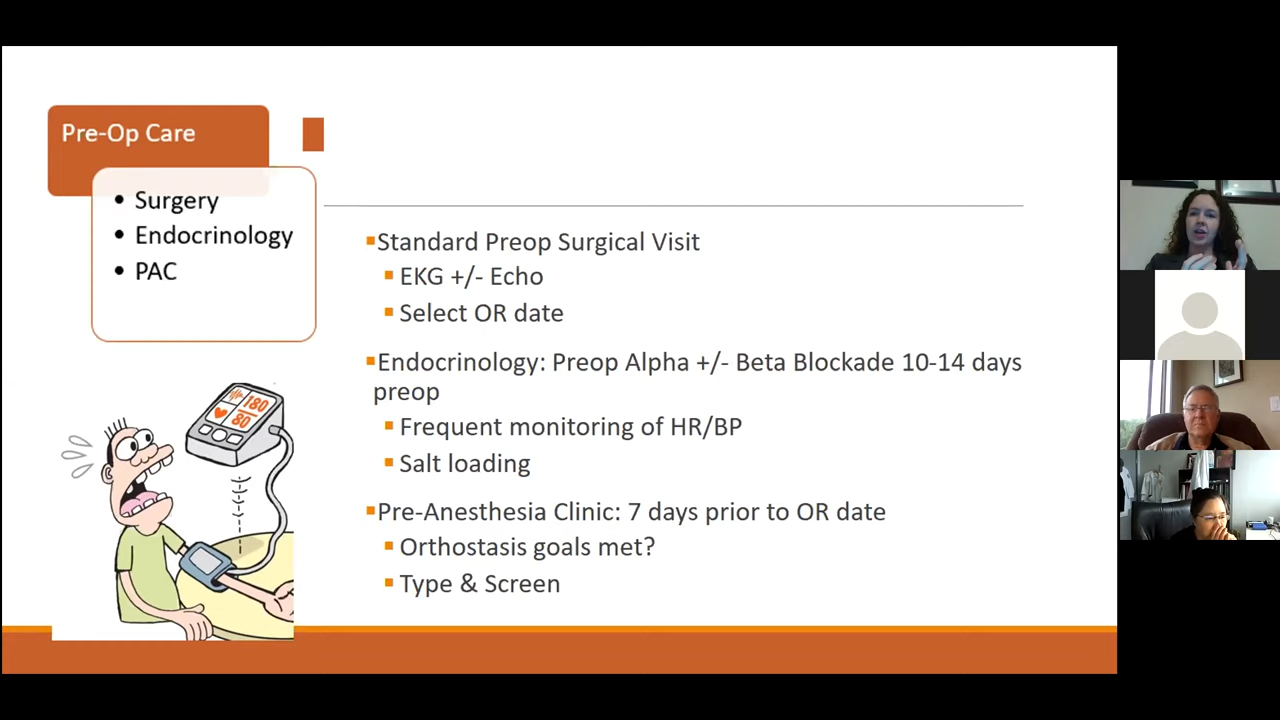 Pre-Op Care
• Surgery
• Endocrinology
• PAC
▪Standard Preop Surgical Visit
▪ EKG +/- Echo
▪ Select OR date
▪Endocrinology: Preop Alpha +/- Beta Blockade 10-14 days
preop
▪ Frequent monitoring of HR/BP
▪ Salt loading
▪Pre-Anesthesia Clinic: 7 days prior to OR date
▪ Orthostasis goals met?
▪ Type & Screen
180
80